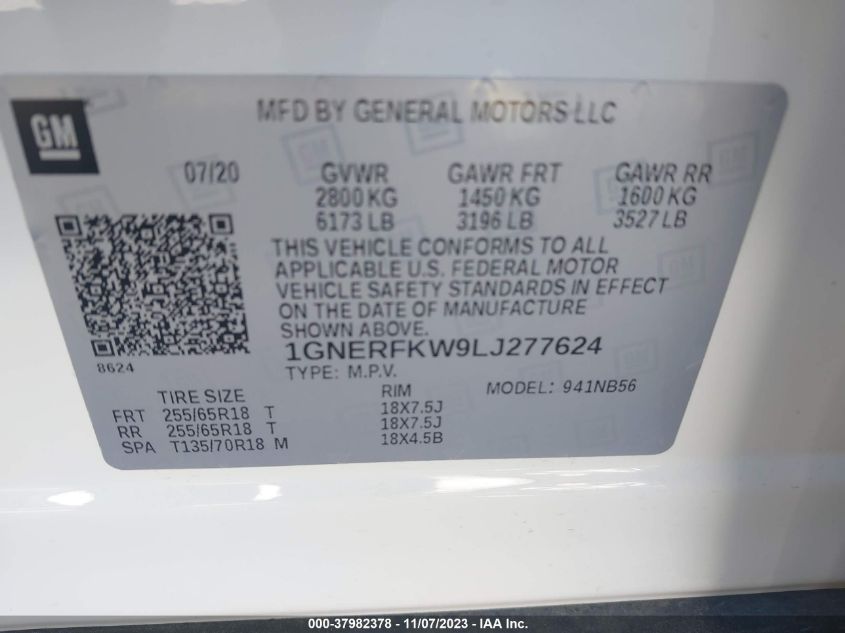 GM
MFD BY GENERAL MOTORS LLC
07/20 GVWR GAWR FRT GAWR RR
2800 KG 1450 KG 1600 KG
6173 LB 3196 LB 3527 LB
THIS VEHICLE CONFORMS TO ALL
APPLICABLE U.S. FEDERAL MOTOR
VEHICLE SAFETY STANDARDS IN EFFECT
ON THE DATE OF MANUFACTURE
SHOWN ABOVE.
1GNERFKW9LJ277624
8624
TYPE: M.P.V. MODEL: 941NB56
TIRE SIZE RIM
FRT 255/65R18 T 18X7.5J
RR 255/65R18 T 18X7.5J
SPA T135/70R18 M 18X4.5B
000-37982378 - 11/07/2023 - IAA Inc.